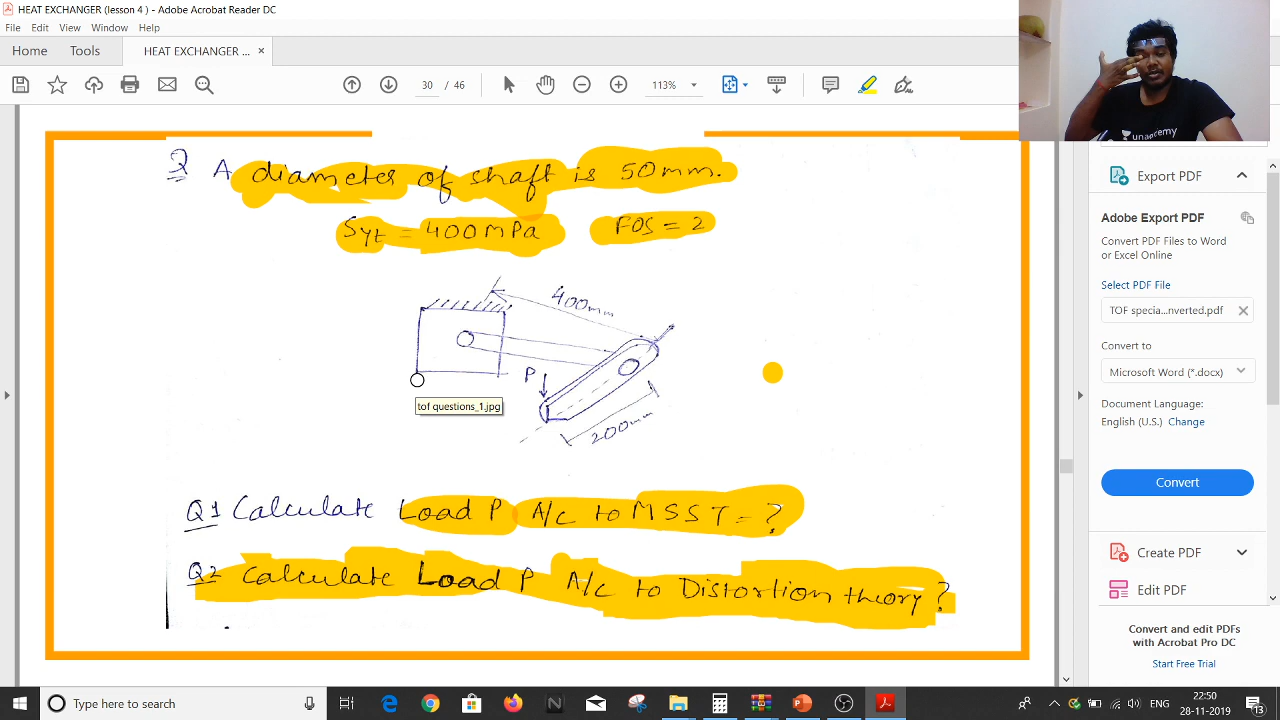 HEAT EXCHANGER (lesson 4 ) - Adobe Acrobat Reader DC
File Edit View Window Help
Home Tools HEAT EXCHANGER ... ×
30 / 46 113%
Q A diameter of shaft is 50mm.
Syt = 400MPa FOS = 2
400mm
P
200mm
tof questions_1.jpg
Q1 Calculate Load P A/C to MSST = ?
Q2 Calculate Load P A/C to Distortion theory ?
unacademy
Export PDF
Adobe Export PDF
Convert PDF Files to Word
or Excel Online
Select PDF File
TOF specia...nverted.pdf
Convert to
Microsoft Word (*.docx)
Document Language:
English (U.S.) Change
Convert
Create PDF
Edit PDF
Convert and edit PDFs
with Acrobat Pro DC
Start Free Trial
Type here to search
ENG
22:50
28-11-2019
13